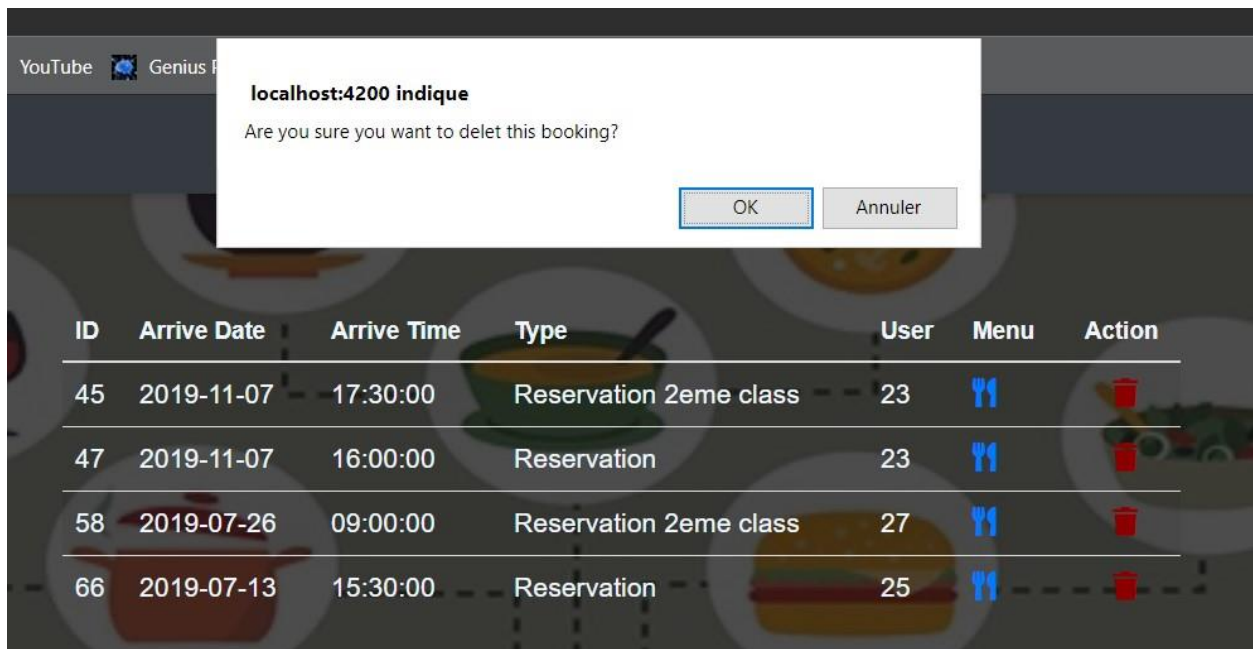 YouTube Genius
localhost:4200 indique
Are you sure you want to delet this booking?
OK Annuler
ID Arrive Date Arrive Time Type User Menu Action
45 2019-11-07 17:30:00 Reservation 2eme class 23
47 2019-11-07 16:00:00 Reservation 23
58 2019-07-26 09:00:00 Reservation 2eme class 27
66 2019-07-13 15:30:00 Reservation 25